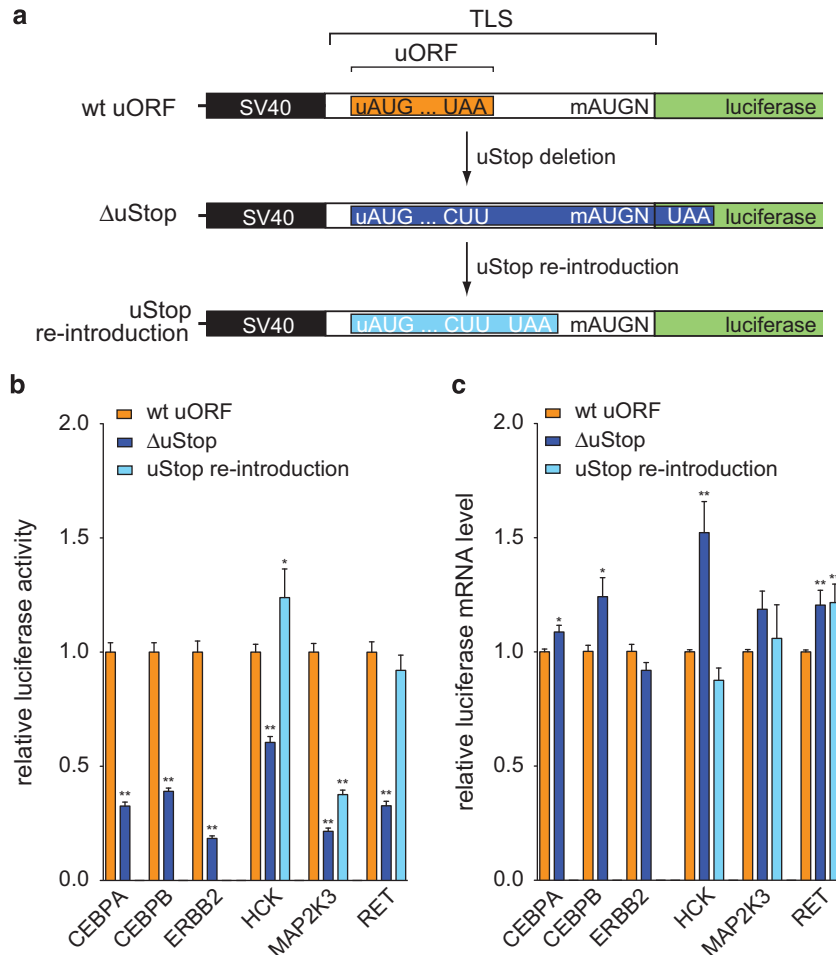 a
TLS
uORF
wt uORF
SV40
uAUG ... UAA
mAUGN
luciferase
uStop deletion
ΔuStop
SV40
uAUG ... CUU
mAUGN
UAA
luciferase
uStop re-introduction
uStop
re-introduction
SV40
uAUG ... CUU UAA
mAUGN
luciferase
b
wt uORF
ΔuStop
uStop re-introduction
relative luciferase activity
2.0
1.5
1.0
0.5
0.0
**
**
**
**
*
**
**
**
CEBPA
CEBPB
ERBB2
HCK
MAP2K3
RET
c
wt uORF
ΔuStop
uStop re-introduction
relative luciferase mRNA level
2.0
1.5
1.0
0.5
0.0
*
*
**
**
**
CEBPA
CEBPB
ERBB2
HCK
MAP2K3
RET